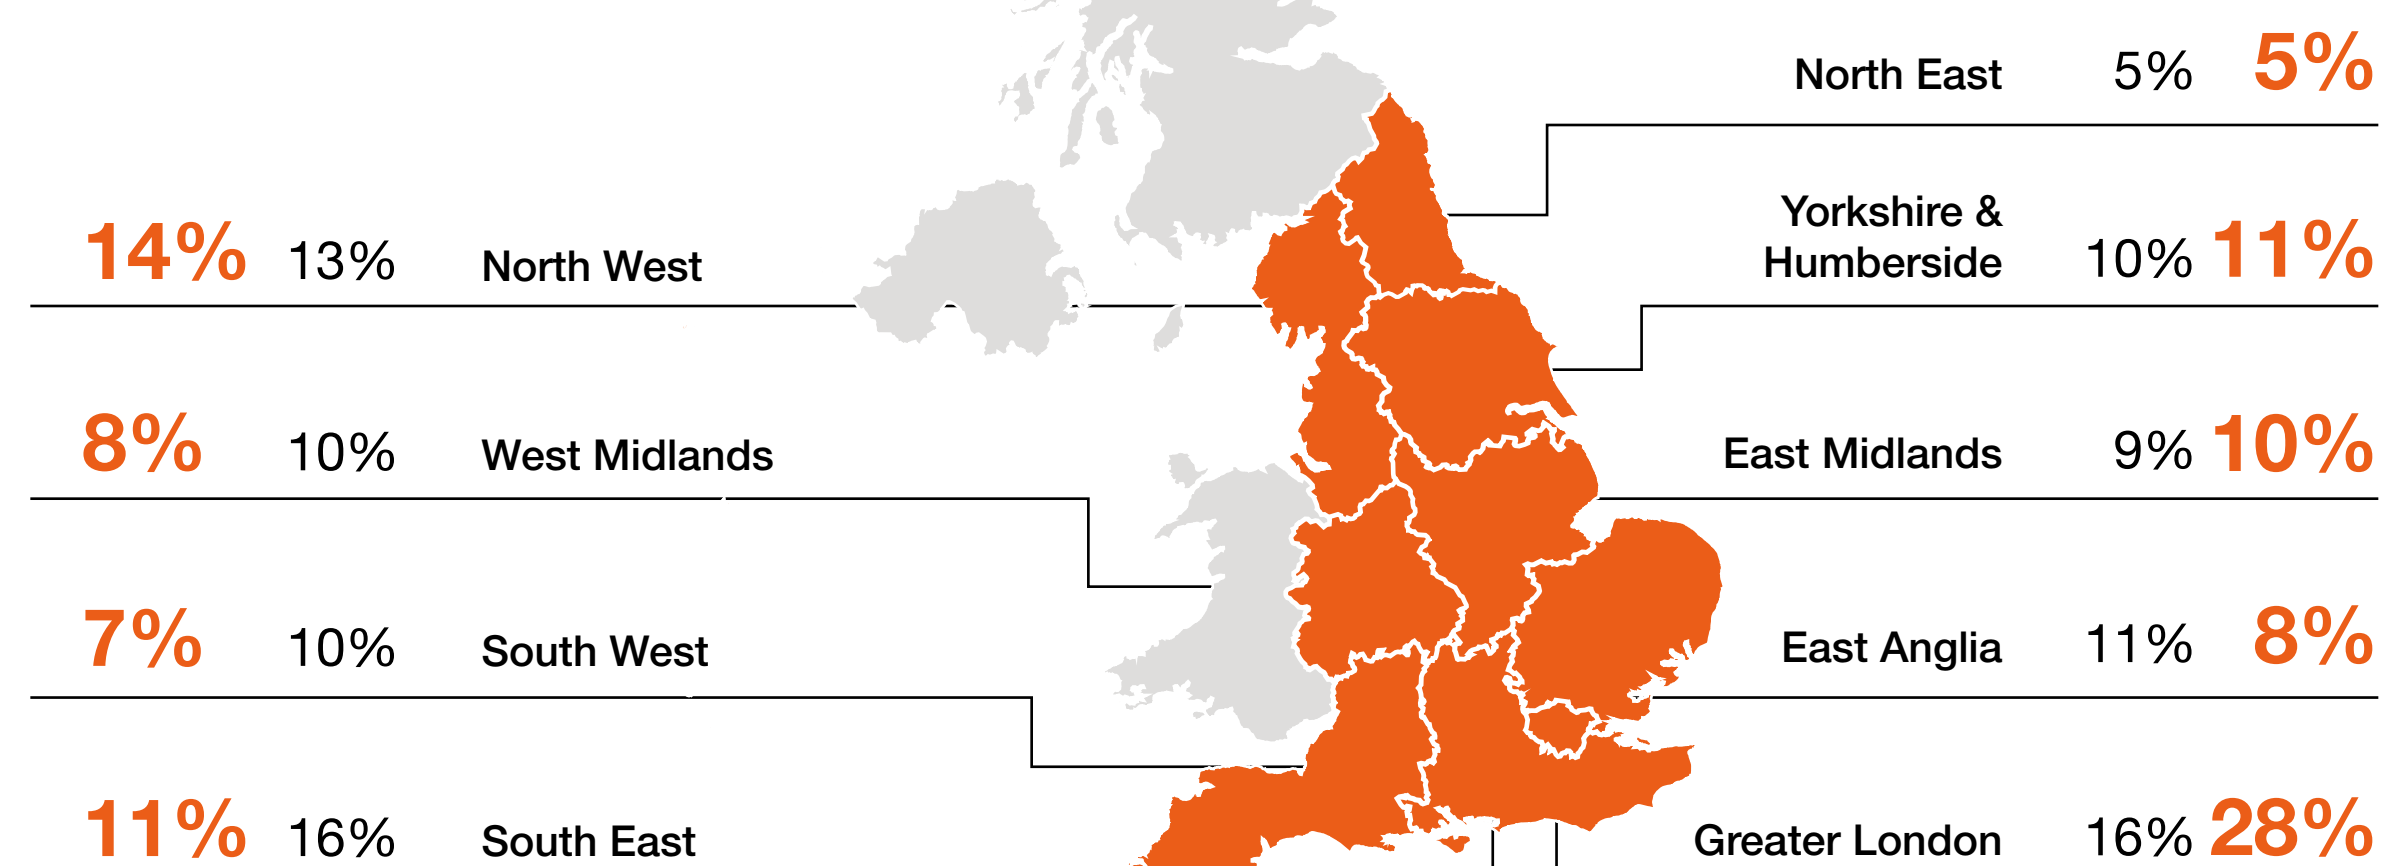 North East 5% 5%
Yorkshire &
Humberside 10% 11%
14% 13% North West
8% 10% West Midlands
East Midlands 9% 10%
7% 10% South West
East Anglia 11% 8%
11% 16% South East
Greater London 16% 28%